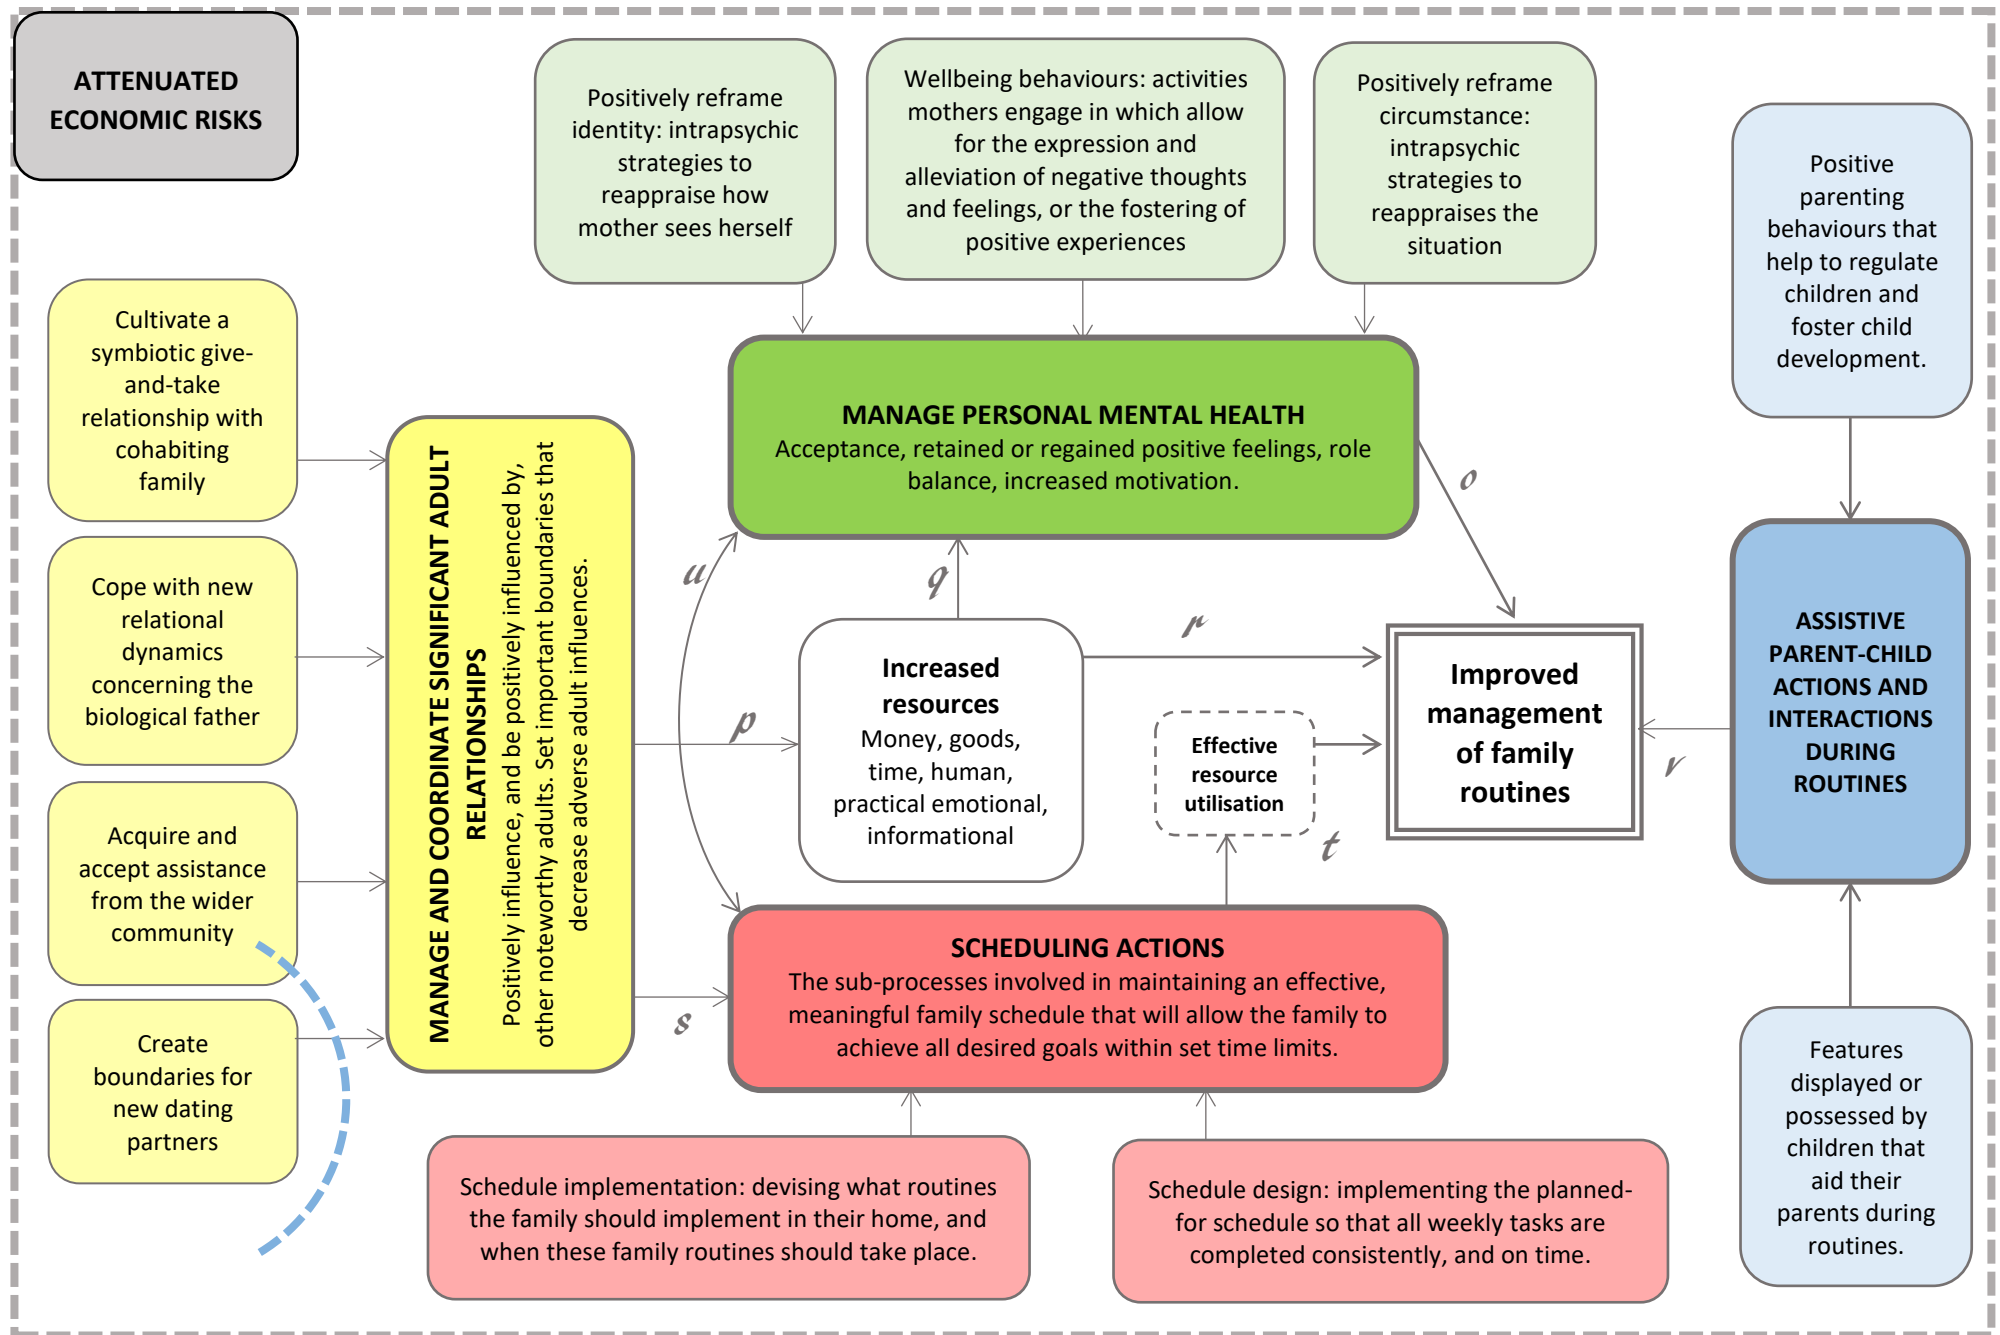 ATTENUATED
ECONOMIC RISKS
Positively reframe
identity: intrapsychic
strategies to
reappraise how
mother sees herself
Wellbeing behaviours: activities
mothers engage in which allow
for the expression and
alleviation of negative thoughts
and feelings, or the fostering of
positive experiences
Positively reframe
circumstance:
intrapsychic
strategies to
reappraises the
situation
Positive
parenting
behaviours that
help to regulate
children and
foster child
development.
Cultivate a
symbiotic give-
and-take
relationship with
cohabiting
family
Cope with new
relational
dynamics
concerning the
biological father
Acquire and
accept assistance
from the wider
community
Create
boundaries for
new dating
partners
MANAGE AND COORDINATE SIGNIFICANT ADULT
RELATIONSHIPS
Positively influence, and be positively influenced by,
other noteworthy adults. Set important boundaries that
decrease adverse adult influences.
MANAGE PERSONAL MENTAL HEALTH
Acceptance, retained or regained positive feelings, role
balance, increased motivation.
o
u
q
r
p
Increased
resources
Money, goods,
time, human,
practical emotional,
informational
Effective
resource
utilisation
t
Improved
management
of family
routines
v
ASSISTIVE
PARENT-CHILD
ACTIONS AND
INTERACTIONS
DURING
ROUTINES
s
SCHEDULING ACTIONS
The sub-processes involved in maintaining an effective,
meaningful family schedule that will allow the family to
achieve all desired goals within set time limits.
Schedule implementation: devising what routines
the family should implement in their home, and
when these family routines should take place.
Schedule design: implementing the planned-
for schedule so that all weekly tasks are
completed consistently, and on time.
Features
displayed or
possessed by
children that
aid their
parents during
routines.